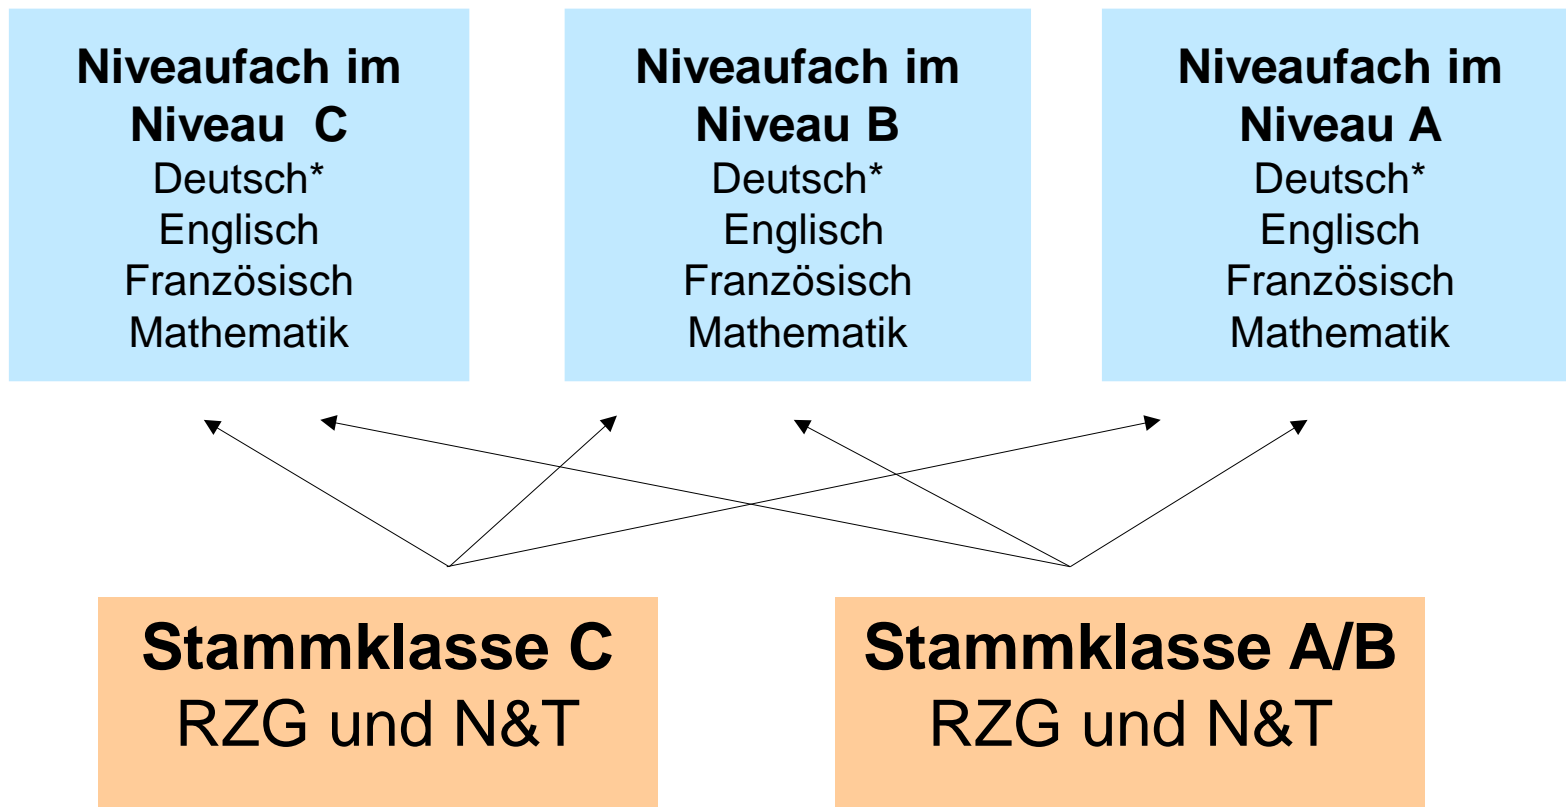 Niveaufach im
Niveau C
Deutsch*
Englisch
Französisch
Mathematik
Niveaufach im
Niveau B
Deutsch*
Englisch
Französisch
Mathematik
Niveaufach im
Niveau A
Deutsch*
Englisch
Französisch
Mathematik
Stammklasse C
RZG und N&T
Stammklasse A/B
RZG und N&T